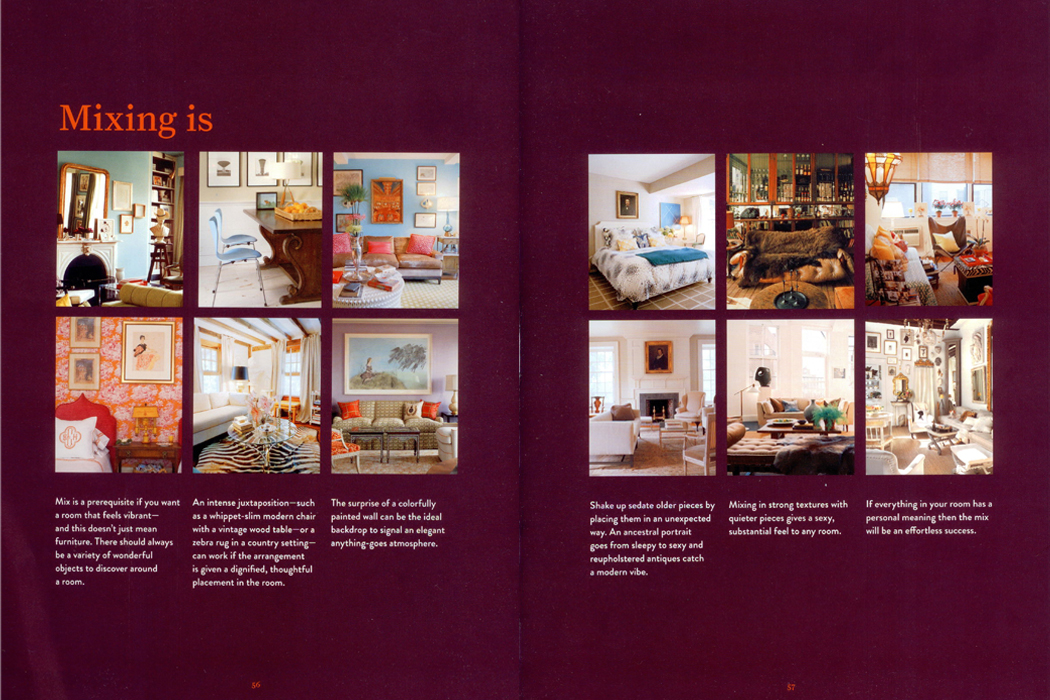 Mixing is
Mix is a prerequisite if you want
a room that feels vibrant—
and this doesn't just mean
furniture. There should always
be a variety of wonderful
objects to discover around
a room.
An intense juxtaposition—such
as a whippet-slim modern chair
with a vintage wood table—or a
zebra rug in a country setting—
can work if the arrangement
is given a dignified, thoughtful
placement in the room.
The surprise of a colorfully
painted wall can be the ideal
backdrop to signal an elegant
anything-goes atmosphere.
56
Shake up sedate older pieces by
placing them in an unexpected
way. An ancestral portrait
goes from sleepy to sexy and
reupholstered antiques catch
a modern vibe.
Mixing in strong textures with
quieter pieces gives a sexy,
substantial feel to any room.
If everything in your room has a
personal meaning then the mix
will be an effortless success.
57